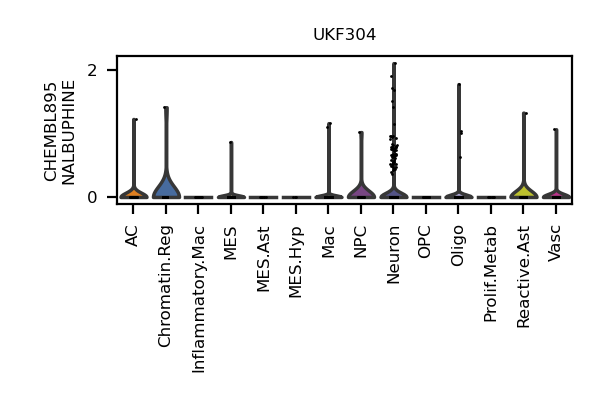 UKF304
CHEMBL895
NALBUPHINE
2
0
AC
Chromatin.Reg
Inflammatory.Mac
MES
MES.Ast
MES.Hyp
Mac
NPC
Neuron
OPC
Oligo
Prolif.Metab
Reactive.Ast
Vasc